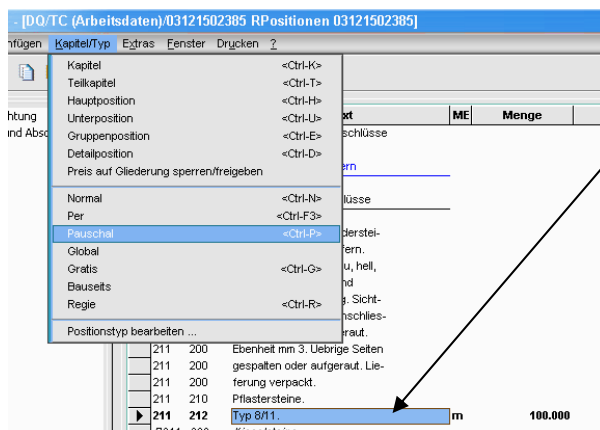 - [DQ/TC (Arbeitsdaten)/03121502385 RPositionen 03121502385]
nfügen Kapitel/Typ Extras Fenster Drucken ?
Kapitel <Ctrl-K>
Teilkapitel <Ctrl-T>
Hauptposition <Ctrl-H>
Unterposition <Ctrl-U>
Gruppenposition <Ctrl-E>
Detailposition <Ctrl-D>
Preis auf Gliederung sperren/freigeben
Normal <Ctrl-N>
Per <Ctrl-F3>
Pauschal <Ctrl-P>
Global
Gratis <Ctrl-G>
Bauseits
Regie <Ctrl-R>
Positionstyp bearbeiten ...
htung
und Absc
xt ME Menge
schlüsse
ern
lüsse
derstei-
fern.
u, hell,
nd
g. Sicht-
nschlies-
eraut.
211 200 Ebenheit mm 3. Uebrige Seiten
211 200 gespalten oder aufgeraut. Lie-
211 200 ferung verpackt.
211 210 Pflastersteine.
211 212 Typ 8/11. m 100.000